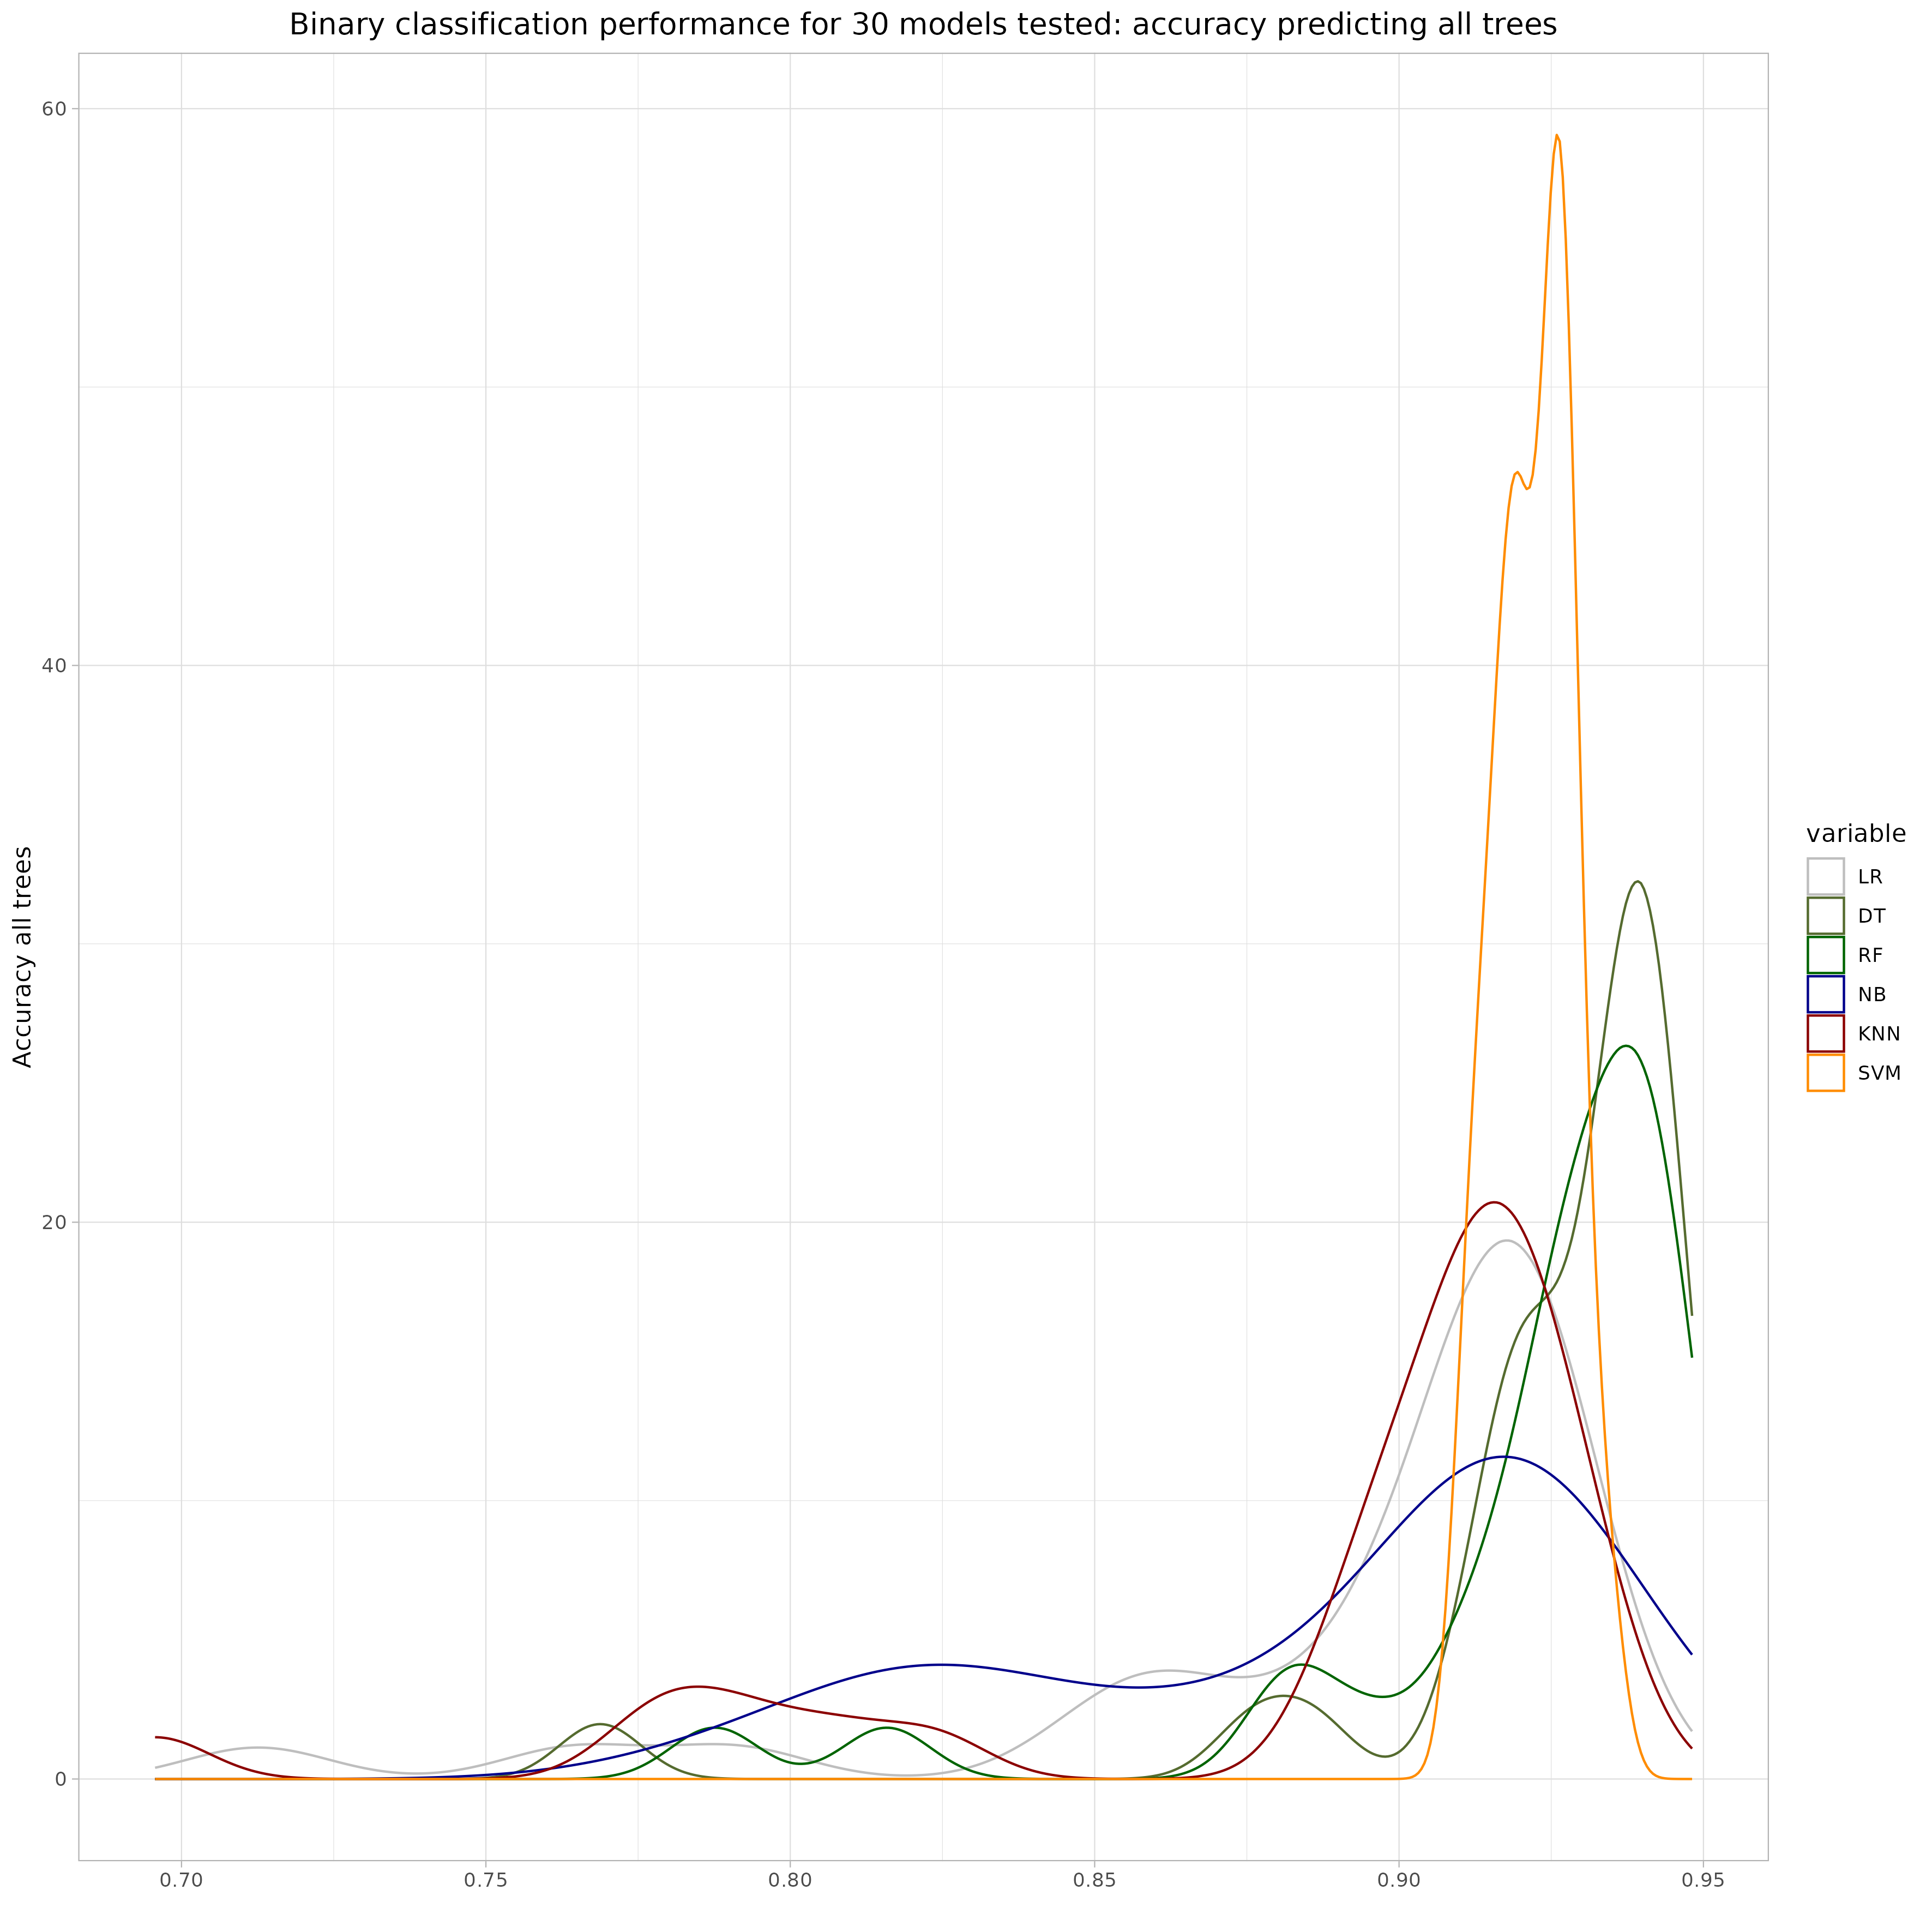 Binary classification performance for 30 models tested: accuracy predicting all trees
60
40
20
0
Accuracy all trees
0.70
0.75
0.80
0.85
0.90
0.95
variable
LR
DT
RF
NB
KNN
SVM